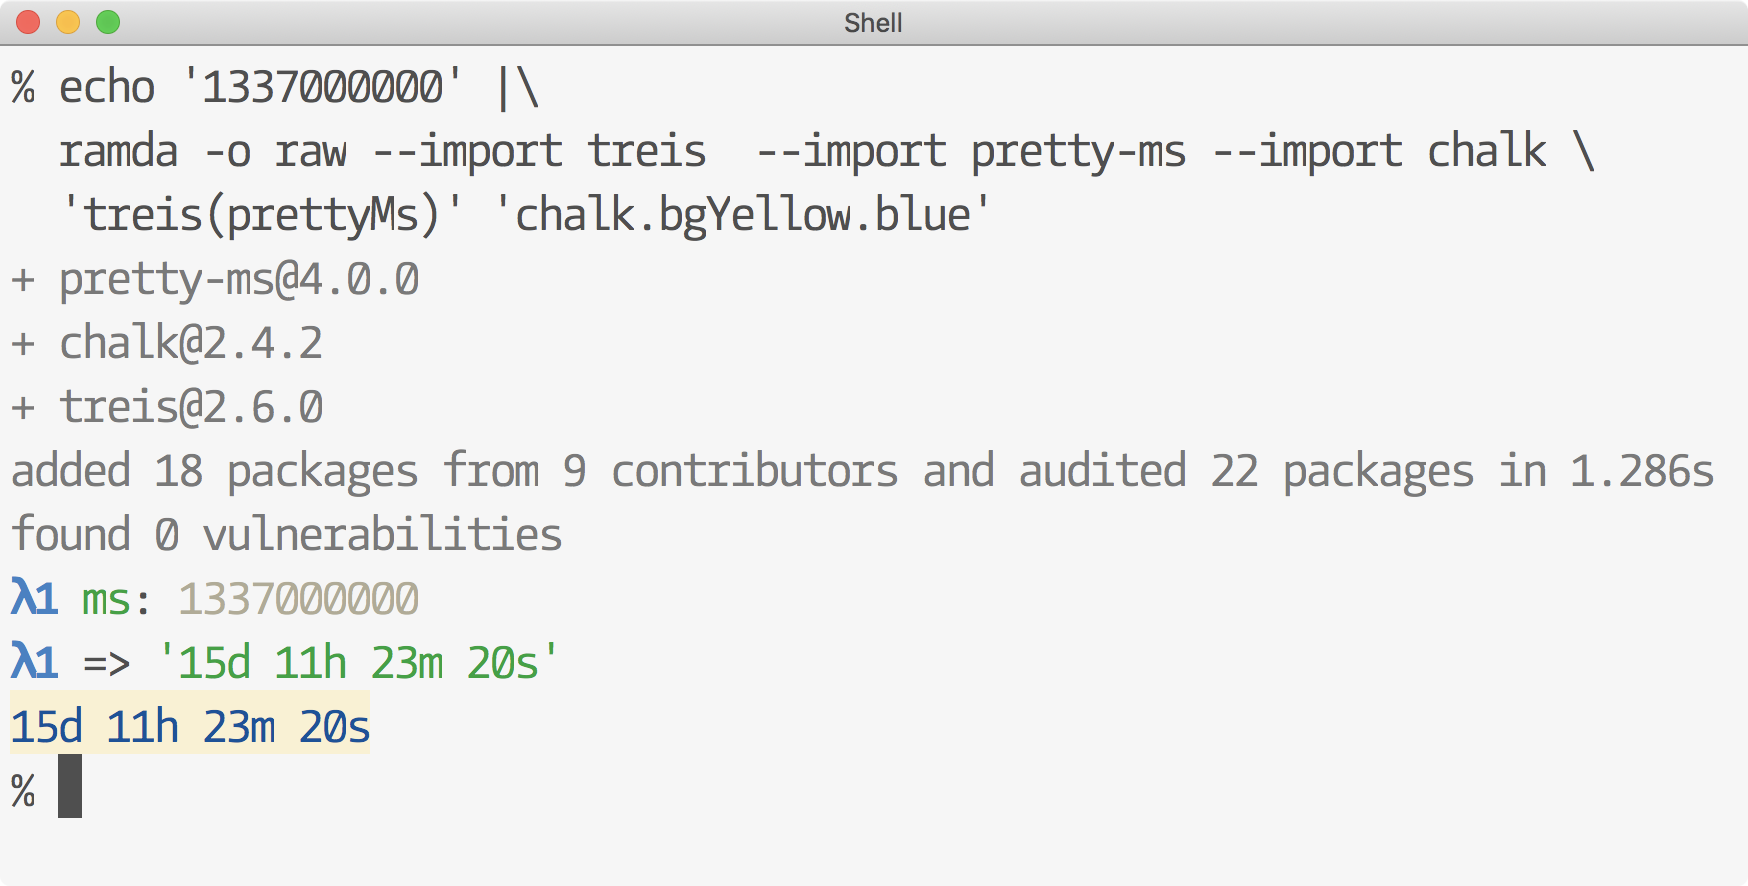 Shell
% echo '1337000000' |\
  ramda -o raw --import treis  --import pretty-ms --import chalk \
  'treis(prettyMs)' 'chalk.bgYellow.blue'
+ pretty-ms@4.0.0
+ chalk@2.4.2
+ treis@2.6.0
added 18 packages from 9 contributors and audited 22 packages in 1.286s
found 0 vulnerabilities
λ1 ms: 1337000000
λ1 => '15d 11h 23m 20s'
15d 11h 23m 20s
%